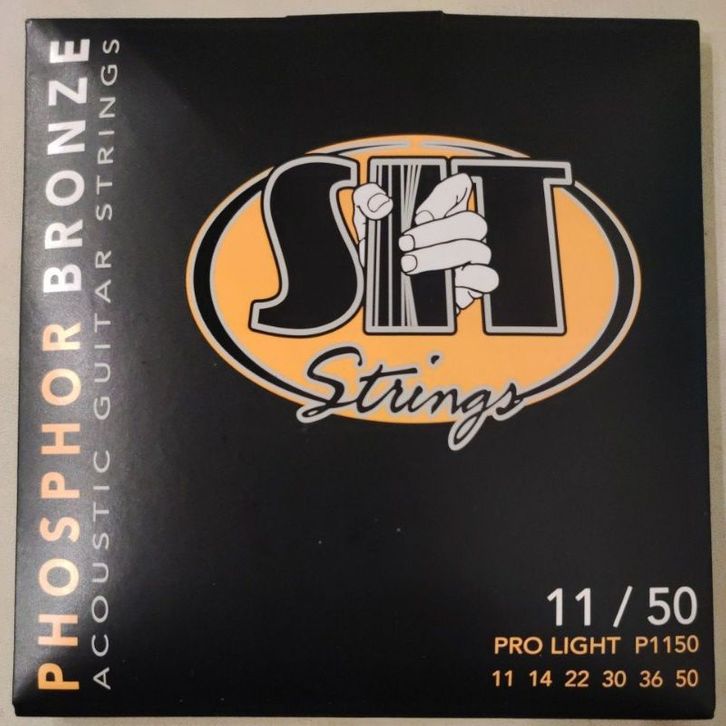 PHOSPHOR BRONZE
ACOUSTIC GUITAR STRINGS
SIT
Strings
11 / 50
PRO LIGHT P1150
11 14 22 30 36 50